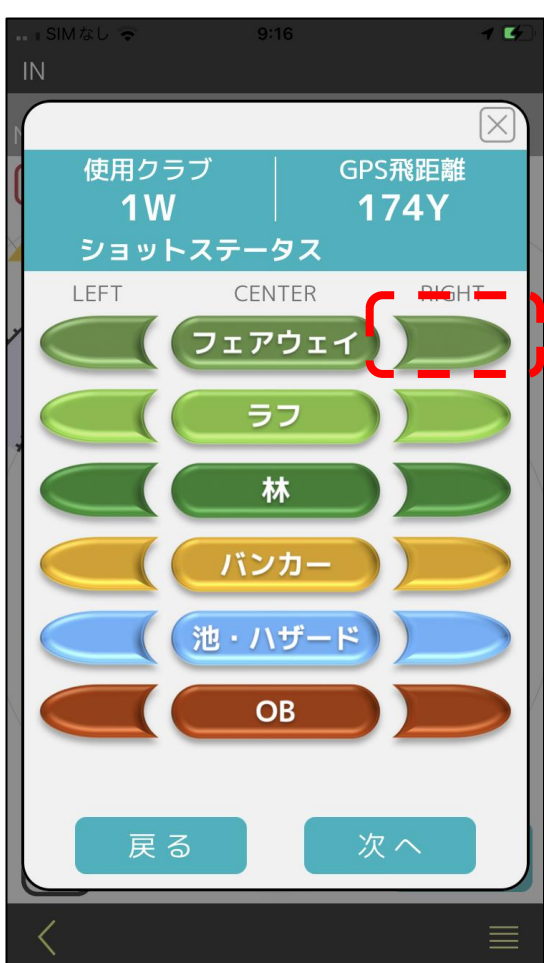 SIMなし 9:16
IN
使用クラブ GPS飛距離
1W 174Y
ショットステータス
LEFT CENTER RIGHT
フェアウェイ
ラフ
林
バンカー
池・ハザード
OB
戻る 次へ